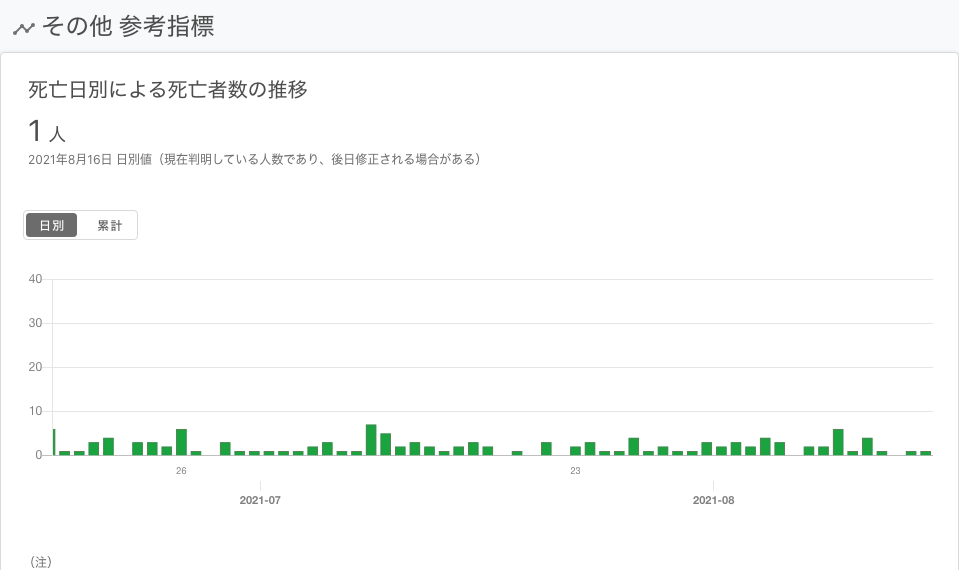 その他 参考指標
死亡日別による死亡者数の推移
1 人
2021年8月16日 日別値（現在判明している人数であり、後日修正される場合がある）
日別 累計
40
30
20
10
0
26 23
2021-07 2021-08
（注）